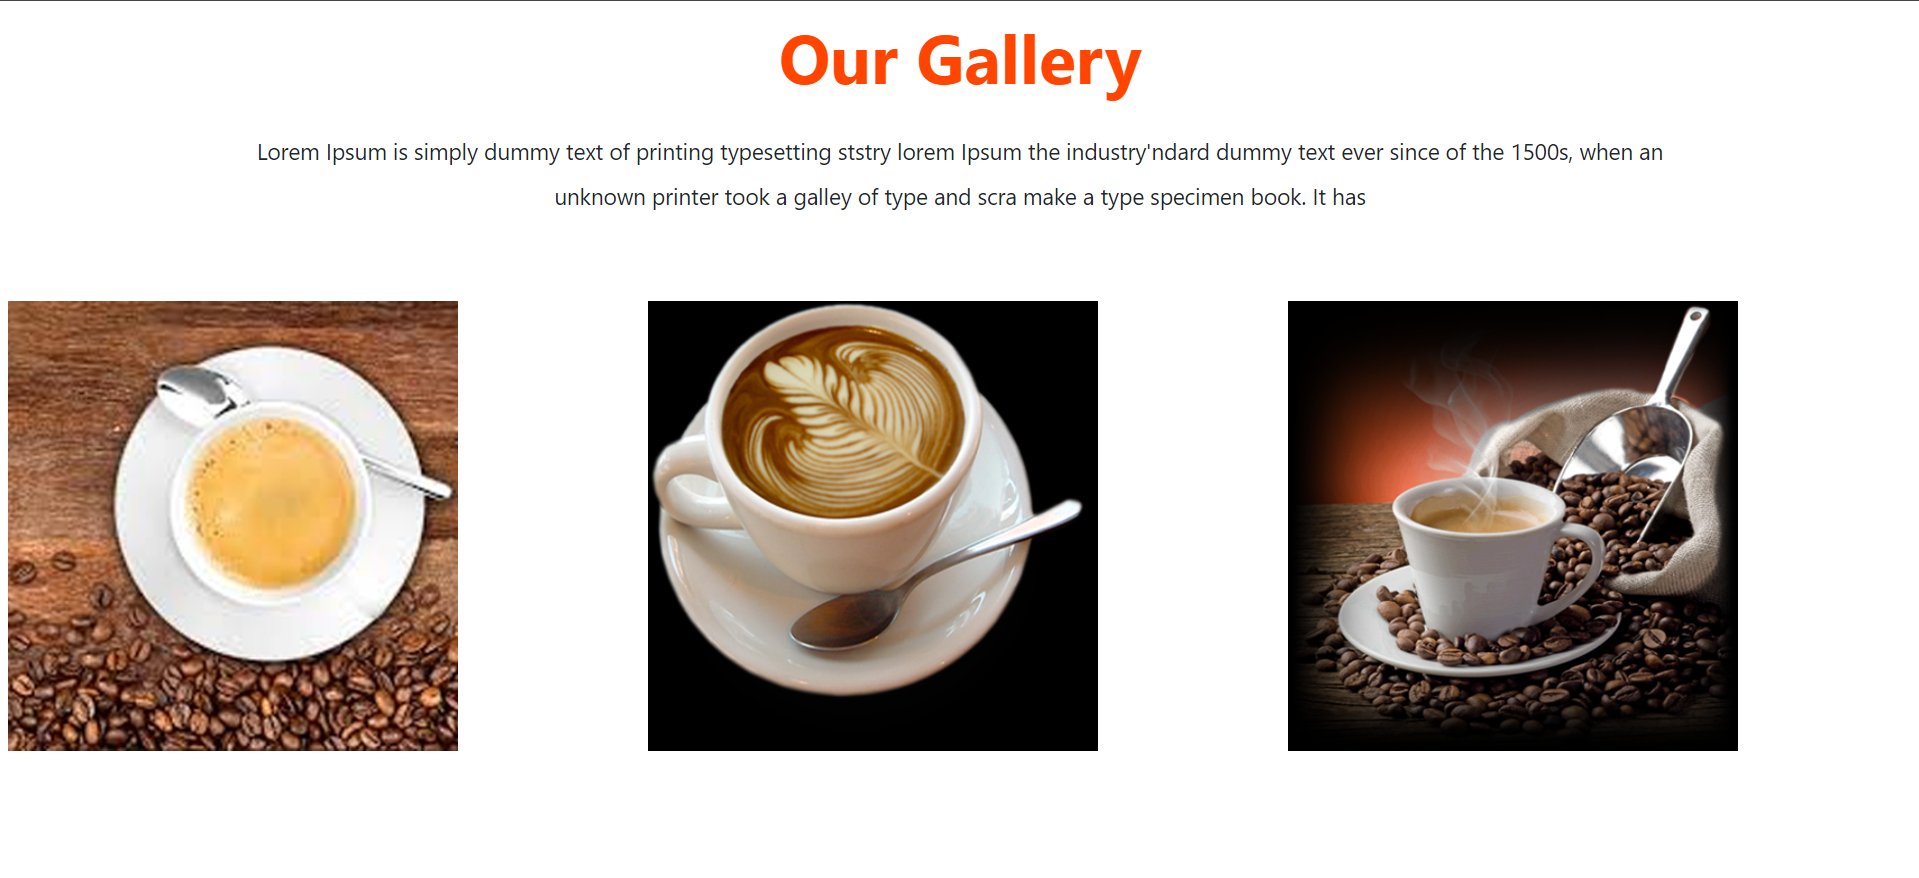 Our Gallery
Lorem Ipsum is simply dummy text of printing typesetting ststry lorem Ipsum the industry'ndard dummy text ever since of the 1500s, when an
unknown printer took a galley of type and scra make a type specimen book. It has